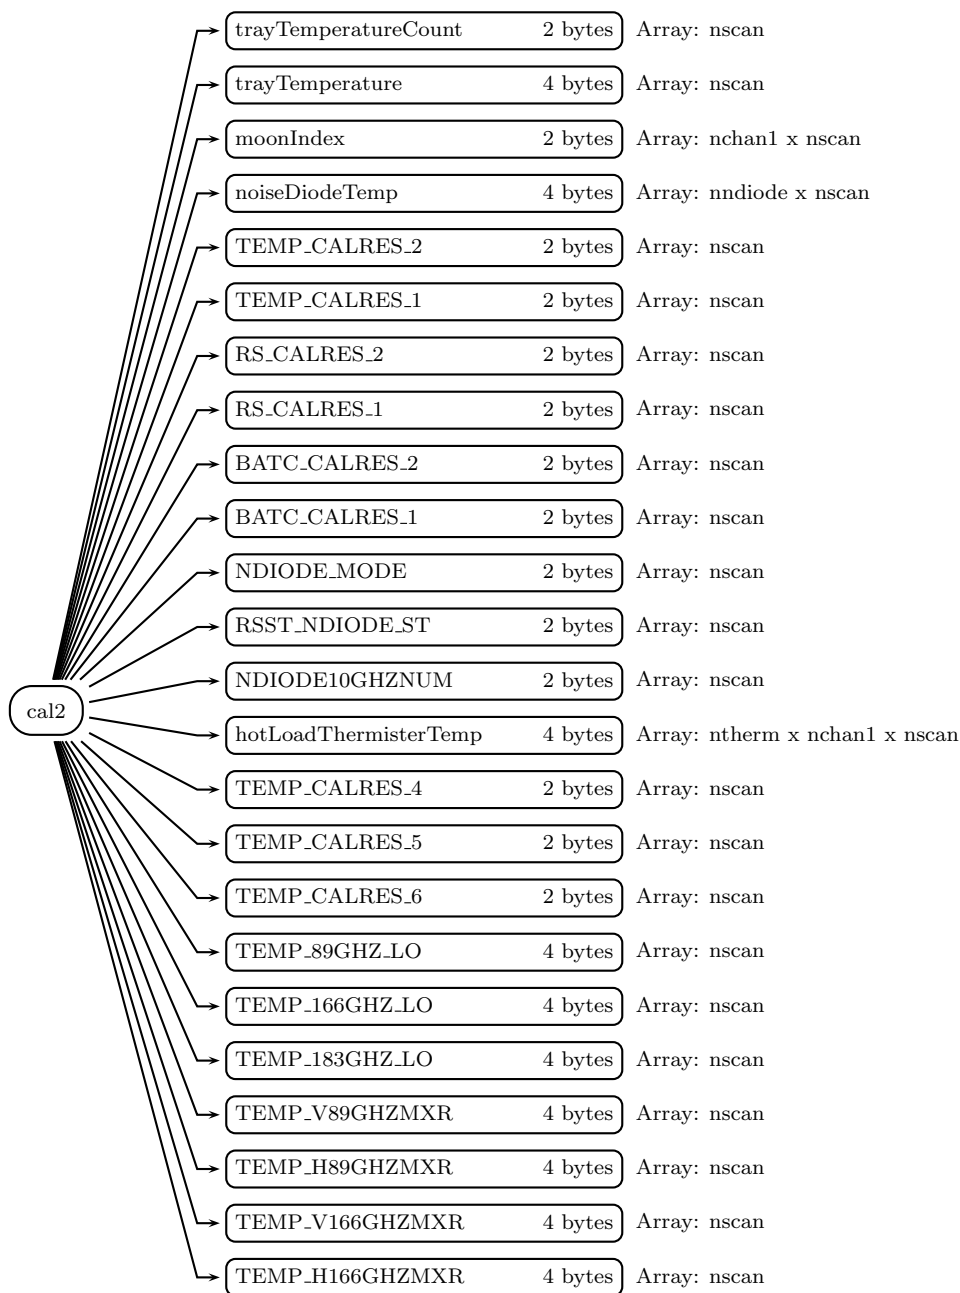 trayTemperatureCount 2 bytes Array: nscan
trayTemperature 4 bytes Array: nscan
moonIndex 2 bytes Array: nchan1 x nscan
noiseDiodeTemp 4 bytes Array: nndiode x nscan
TEMP_CALRES_2 2 bytes Array: nscan
TEMP_CALRES_1 2 bytes Array: nscan
RS_CALRES_2 2 bytes Array: nscan
RS_CALRES_1 2 bytes Array: nscan
BATC_CALRES_2 2 bytes Array: nscan
BATC_CALRES_1 2 bytes Array: nscan
NDIODE_MODE 2 bytes Array: nscan
RSST_NDIODE_ST 2 bytes Array: nscan
NDIODE10GHZNUM 2 bytes Array: nscan
cal2
hotLoadThermisterTemp 4 bytes Array: ntherm x nchan1 x nscan
TEMP_CALRES_4 2 bytes Array: nscan
TEMP_CALRES_5 2 bytes Array: nscan
TEMP_CALRES_6 2 bytes Array: nscan
TEMP_89GHZ_LO 4 bytes Array: nscan
TEMP_166GHZ_LO 4 bytes Array: nscan
TEMP_183GHZ_LO 4 bytes Array: nscan
TEMP_V89GHZMXR 4 bytes Array: nscan
TEMP_H89GHZMXR 4 bytes Array: nscan
TEMP_V166GHZMXR 4 bytes Array: nscan
TEMP_H166GHZMXR 4 bytes Array: nscan